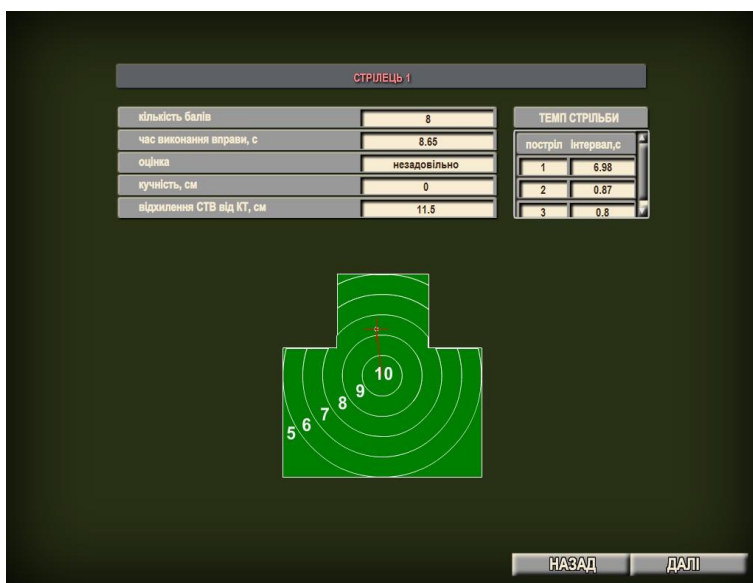 СТРІЛЕЦЬ 1
кількість балів 8
час виконання вправи, с 8.65
оцінка незадовільно
кучність, см 0
відхилення СТВ від КТ, см 11.5
ТЕМП СТРІЛЬБИ
постріл інтервал,с
1 6.98
2 0.87
3 0.8
10
9
8
7
6
5
НАЗАД ДАЛІ